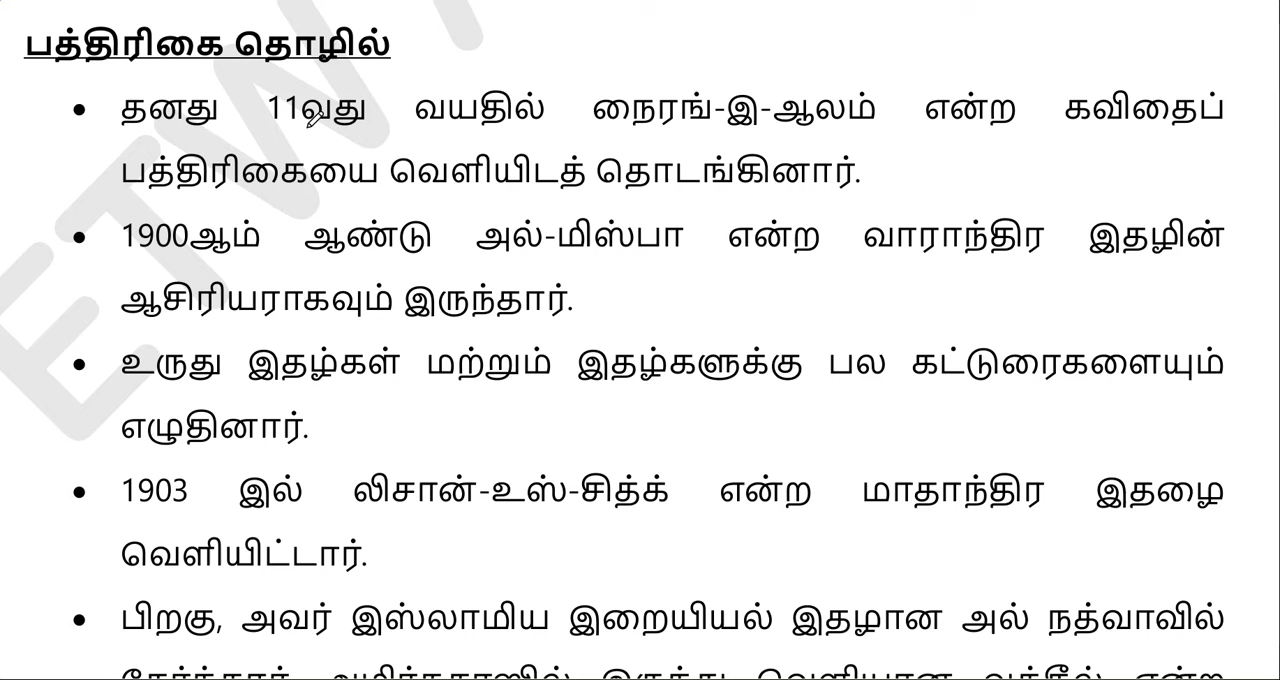 பத்திரிகை தொழில்
• தனது 11வது வயதில் நைரங்-இ-ஆலம் என்ற கவிதைப்
பத்திரிகையை வெளியிடத் தொடங்கினார்.
• 1900ஆம் ஆண்டு அல்-மிஸ்பா என்ற வாராந்திர இதழின்
ஆசிரியராகவும் இருந்தார்.
• உருது இதழ்கள் மற்றும் இதழ்களுக்கு பல கட்டுரைகளையும்
எழுதினார்.
• 1903 இல் லிசான்-உஸ்-சித்க் என்ற மாதாந்திர இதழை
வெளியிட்டார்.
• பிறகு, அவர் இஸ்லாமிய இறையியல் இதழான அல் நத்வாவில்
ETW